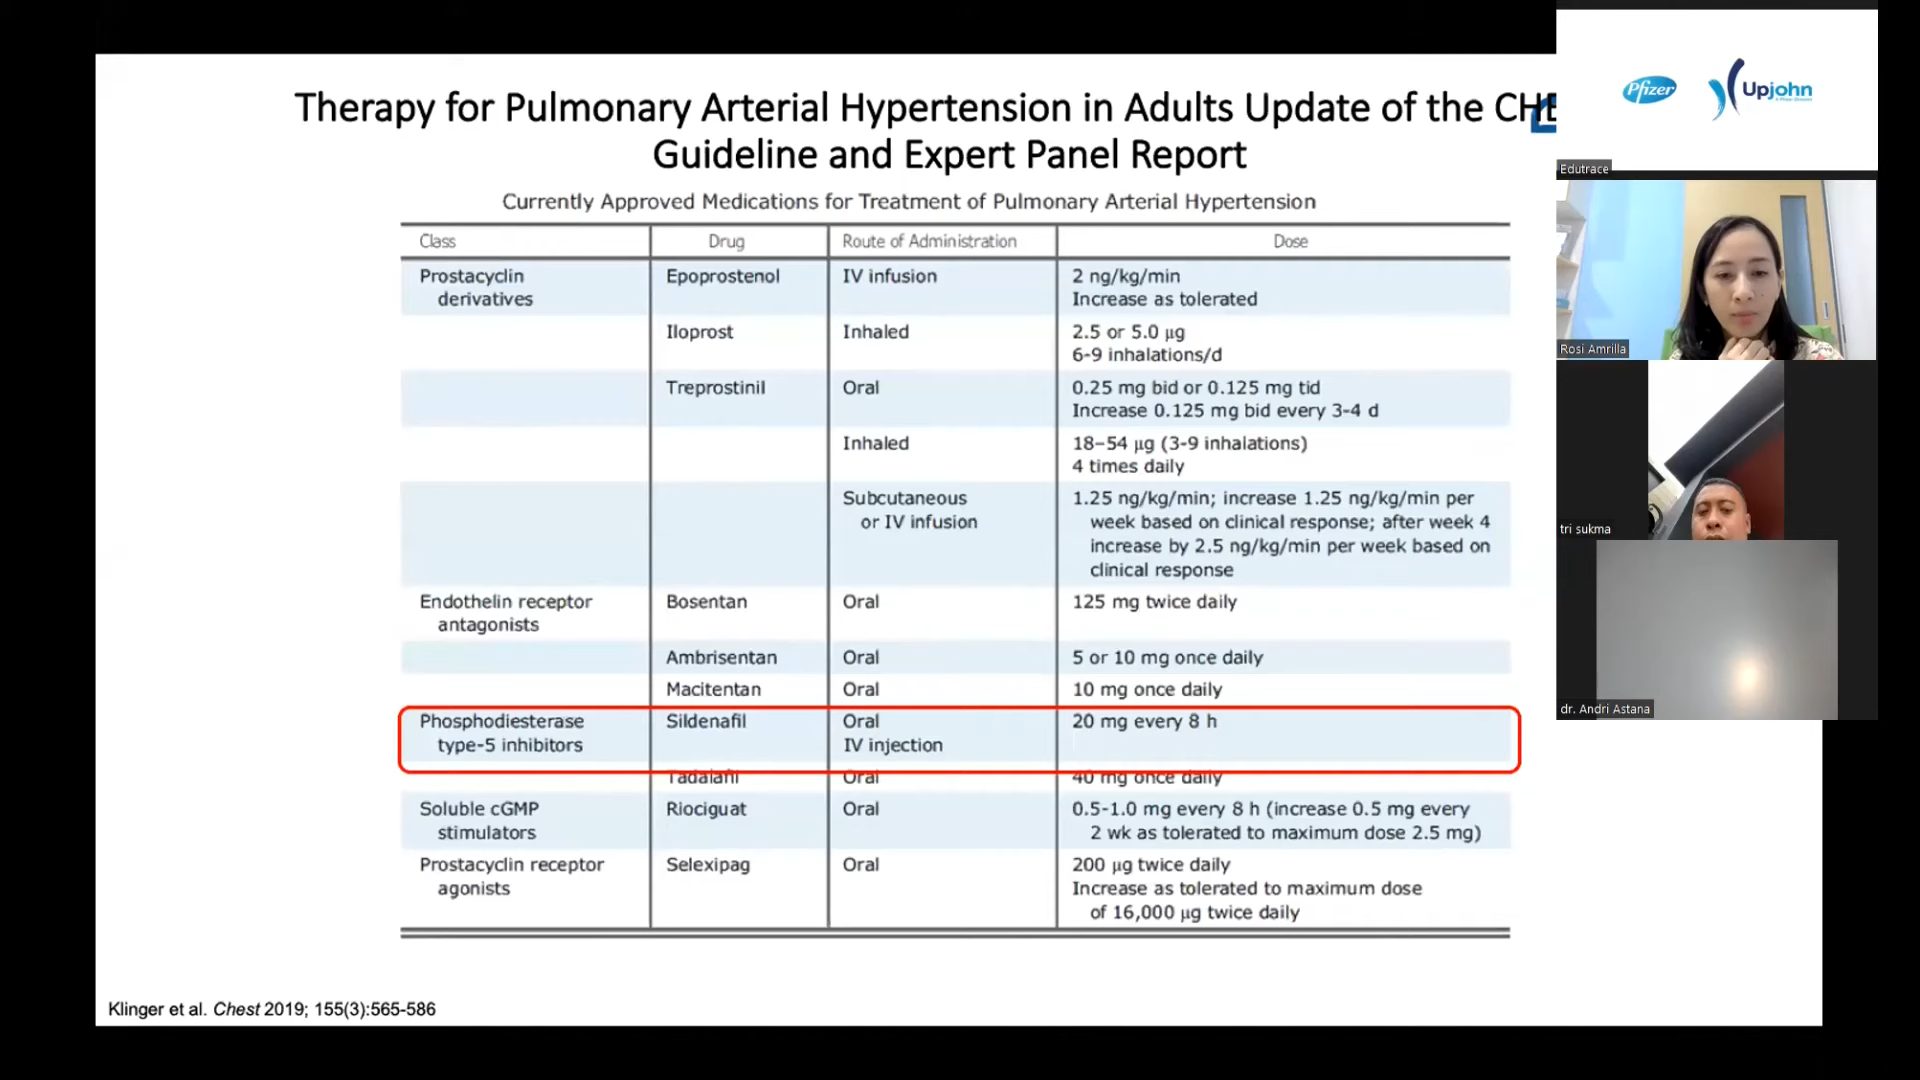 Therapy for Pulmonary Arterial Hypertension in Adults Update of the CHE
Guideline and Expert Panel Report
Currently Approved Medications for Treatment of Pulmonary Arterial Hypertension
Class Drug Route of Administration Dose
Prostacyclin Epoprostenol IV infusion 2 ng/kg/min
derivatives Increase as tolerated
Iloprost Inhaled 2.5 or 5.0 μg
6-9 inhalations/d
Treprostinil Oral 0.25 mg bid or 0.125 mg tid
Increase 0.125 mg bid every 3-4 d
Inhaled 18–54 μg (3-9 inhalations)
4 times daily
Subcutaneous 1.25 ng/kg/min; increase 1.25 ng/kg/min per
or IV infusion week based on clinical response; after week 4
increase by 2.5 ng/kg/min per week based on
clinical response
Endothelin receptor Bosentan Oral 125 mg twice daily
antagonists
Ambrisentan Oral 5 or 10 mg once daily
Macitentan Oral 10 mg once daily
Phosphodiesterase Sildenafil Oral 20 mg every 8 h
type-5 inhibitors IV injection
Tadalafil Oral 40 mg once daily
Soluble cGMP Riociguat Oral 0.5-1.0 mg every 8 h (increase 0.5 mg every
stimulators 2 wk as tolerated to maximum dose 2.5 mg)
Prostacyclin receptor Selexipag Oral 200 μg twice daily
agonists Increase as tolerated to maximum dose
of 16,000 μg twice daily
Klinger et al. Chest 2019; 155(3):565-586
Pfizer Upjohn
Edutrace
Rosi Amrilla
tri sukma
dr. Andri Astana